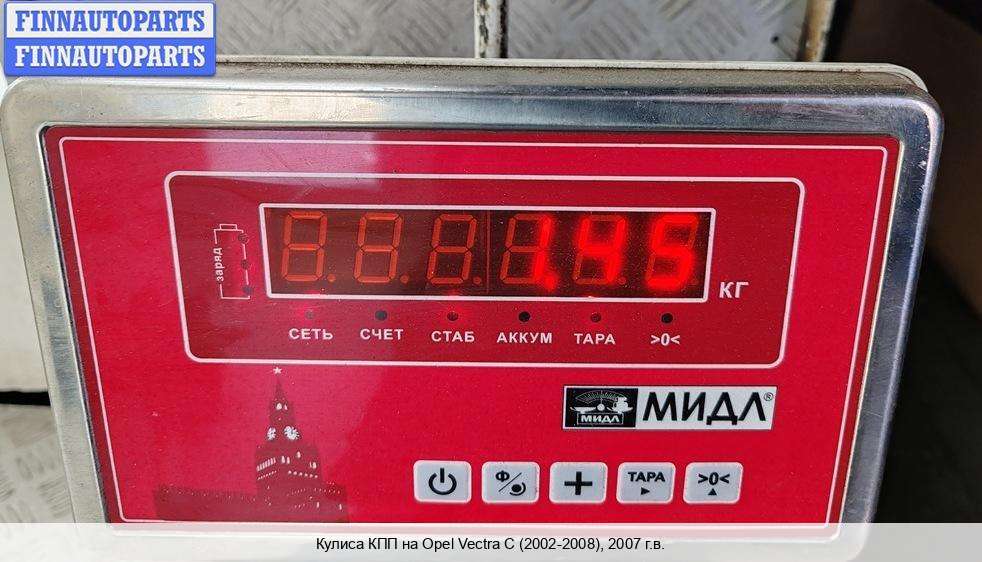 FINNAUTOPARTS
FINNAUTOPARTS
заряд
1,45
КГ
СЕТЬ СЧЕТ СТАБ АККУМ ТАРА >0<
МИДЛ МИДЛ®
Ф/ + ТАРА >0<
Кулиса КПП на Opel Vectra C (2002-2008), 2007 г.в.